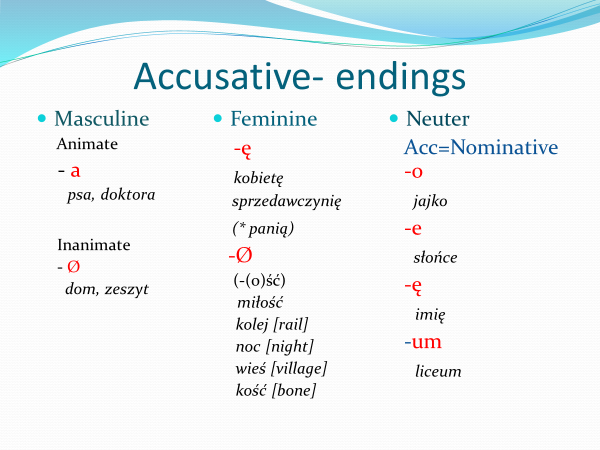 Accusative- endings
Masculine
Animate
- a
psa, doktora
Inanimate
- Ø
dom, zeszyt
Feminine
-ę
kobietę
sprzedawczynię
(* panią)
-Ø
(-(o)ść)
miłość
kolej [rail]
noc [night]
wieś [village]
kość [bone]
Neuter
Acc=Nominative
-o
jajko
-e
słońce
-ę
imię
-um
liceum